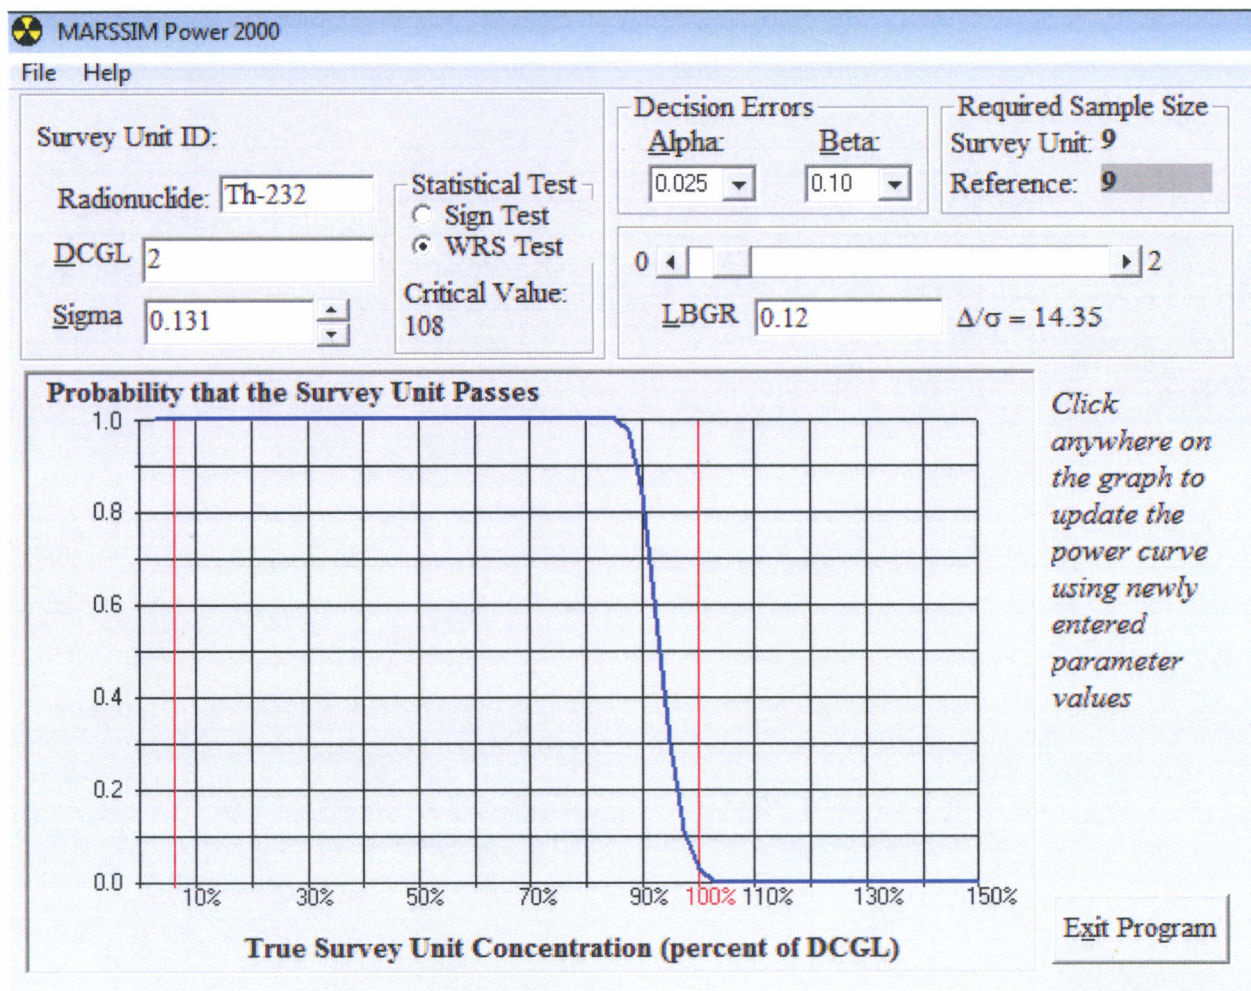 MARSSIM Power 2000
File Help
Survey Unit ID:
Radionuclide: Th-232
DCGL 2
Sigma 0.131
Statistical Test
Sign Test
WRS Test
Critical Value:
108
Decision Errors
Alpha: Beta:
0.025 0.10
Required Sample Size
Survey Unit: 9
Reference: 9
0 2
LBGR 0.12 Δ/σ = 14.35
Probability that the Survey Unit Passes
1.0
0.8
0.6
0.4
0.2
0.0
10% 30% 50% 70% 90% 100% 110% 130% 150%
True Survey Unit Concentration (percent of DCGL)
Click
anywhere on
the graph to
update the
power curve
using newly
entered
parameter
values
Exit Program